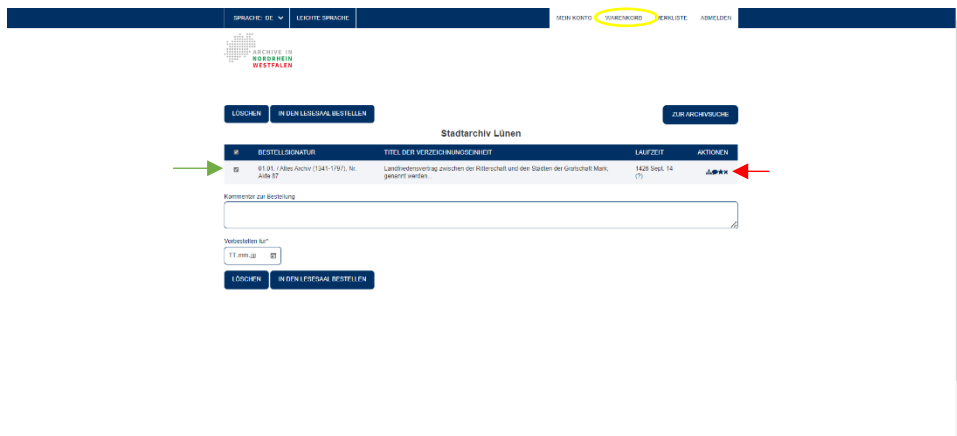 SPRACHE: DE LEICHTE SPRACHE MEIN KONTO WARENKORB MERKLISTE ABMELDEN
ARCHIVE IN
NORDRHEIN
WESTFALEN
LÖSCHEN IN DEN LESESAAL BESTELLEN ZUR ARCHIVSUCHE
Stadtarchiv Lünen
BESTELLSIGNATUR TITEL DER VERZEICHNUNGSEINHEIT LAUFZEIT AKTIONEN
01.01. / Altes Archiv (1341-1797), Nr. Landfriedensvertrag zwischen der Ritterschaft und den Städten der Grafschaft Mark, 1426 Sept. 14
Akte 67 genannt werden... (?)
Kommentar zur Bestellung
Vorbestellen für*
TT.mm.jjjj
LÖSCHEN IN DEN LESESAAL BESTELLEN